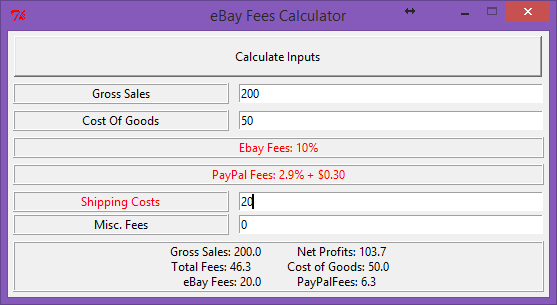 eBay Fees Calculator
Calculate Inputs
Gross Sales 200
Cost Of Goods 50
Ebay Fees: 10%
PayPal Fees: 2.9% + $0.30
Shipping Costs 20
Misc. Fees 0
Gross Sales: 200.0 Net Profits: 103.7
Total Fees: 46.3 Cost of Goods: 50.0
eBay Fees: 20.0 PayPalFees: 6.3